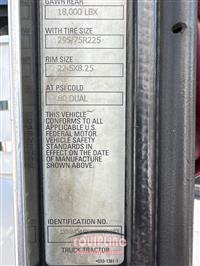 GAWR REAR
18,000 LBX
WITH TIRE SIZE
295/75R225
RIM SIZE
22.5X8.25
AT PSI COLD
80 DUAL
THIS VEHICLE
CONFORMS TO ALL
APPLICABLE U.S.
FEDERAL MOTOR
VEHICLE SAFETY
STANDARDS IN
EFFECT ON THE DATE
OF MANUFACTURE
SHOWN ABOVE.
IDENTIFICATION NO.
TRUCK-TRACTOR